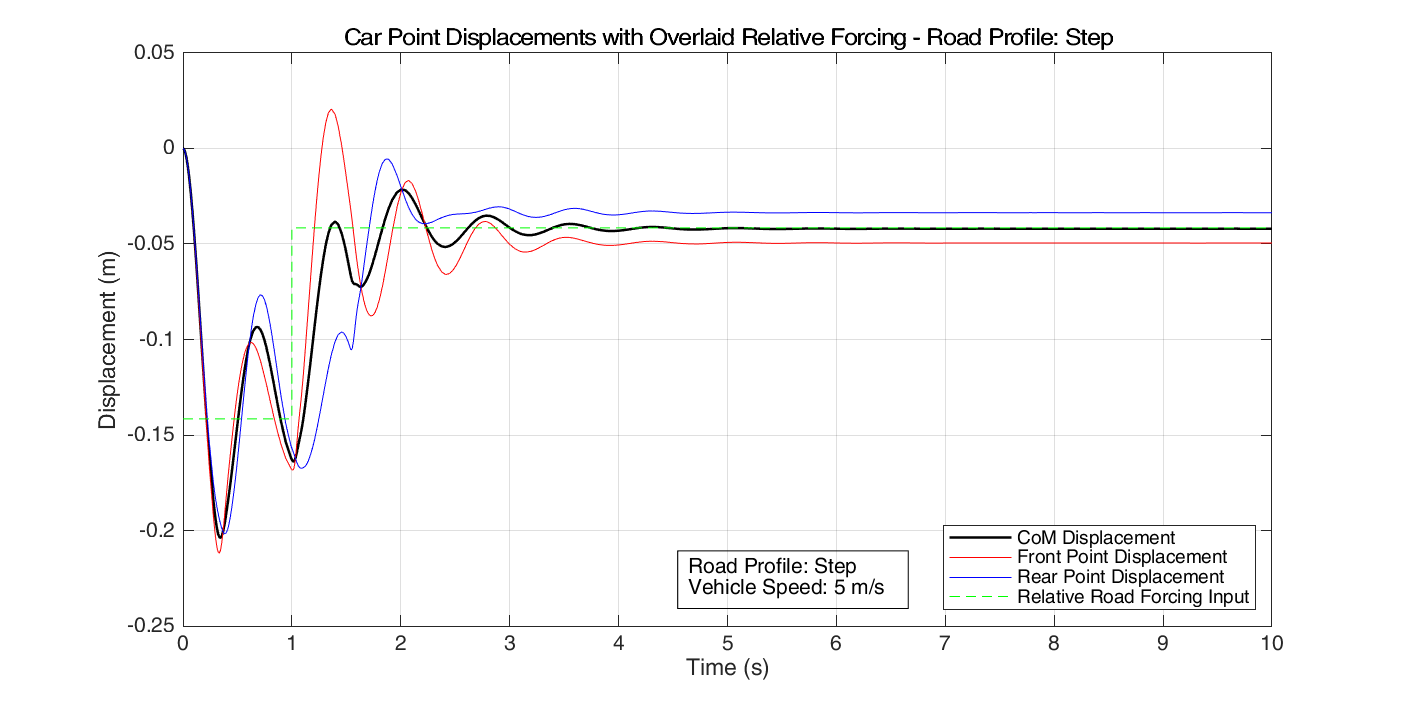 Car Point Displacements with Overlaid Relative Forcing - Road Profile: Step
0.05
0
-0.05
-0.1
-0.15
-0.2
-0.25
Displacement (m)
Road Profile: Step
Vehicle Speed: 5 m/s
CoM Displacement
Front Point Displacement
Rear Point Displacement
Relative Road Forcing Input
0 1 2 3 4 5 6 7 8 9 10
Time (s)